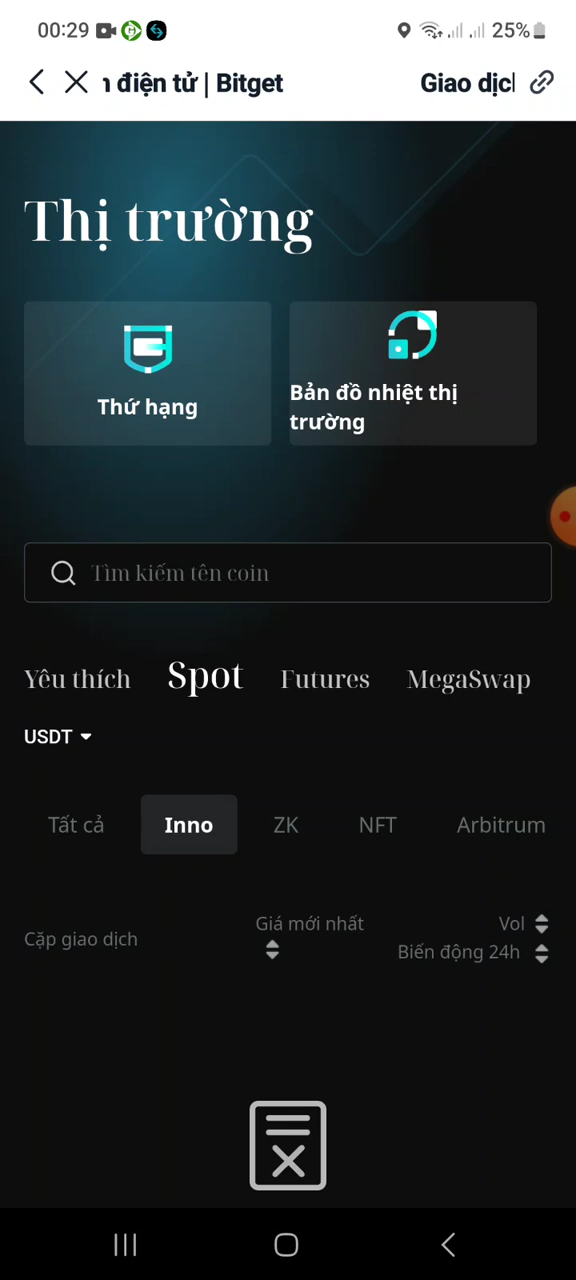 00:29
25%
n điện tử | Bitget
Giao dịcl
Thị trường
Thứ hạng
Bản đồ nhiệt thị
trường
Tìm kiếm tên coin
Yêu thích Spot Futures MegaSwap
USDT
Tất cả Inno ZK NFT Arbitrum
Cặp giao dịch
Giá mới nhất
Vol
Biến động 24h